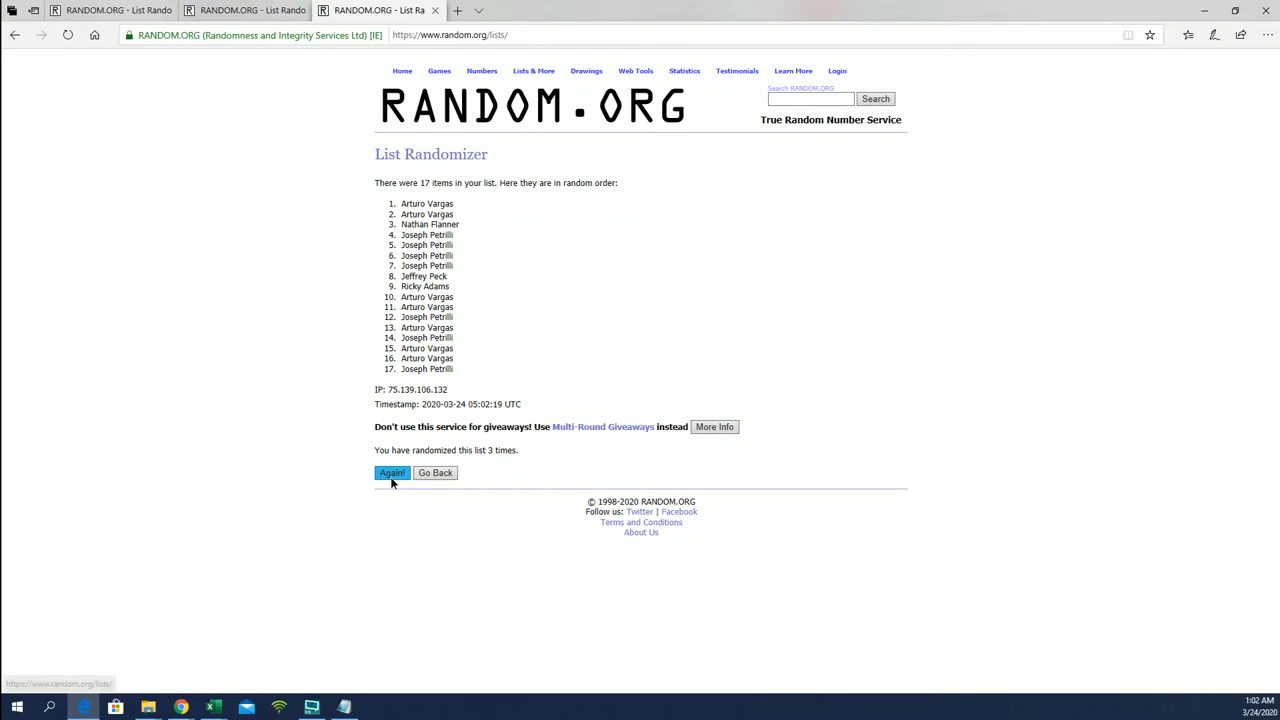 RANDOM.ORG - List Rando
RANDOM.ORG - List Rando
RANDOM.ORG - List Ra
RANDOM.ORG (Randomness and Integrity Services Ltd) [IE]
https://www.random.org/lists/
Home Games Numbers Lists & More Drawings Web Tools Statistics Testimonials Learn More Login
Search RANDOM.ORG
RANDOM.ORG
Search
True Random Number Service
List Randomizer
There were 17 items in your list. Here they are in random order:
1. Arturo Vargas
2. Arturo Vargas
3. Nathan Flanner
4. Joseph Petrilli
5. Joseph Petrilli
6. Joseph Petrilli
7. Joseph Petrilli
8. Jeffrey Peck
9. Ricky Adams
10. Arturo Vargas
11. Arturo Vargas
12. Joseph Petrilli
13. Arturo Vargas
14. Joseph Petrilli
15. Arturo Vargas
16. Arturo Vargas
17. Joseph Petrilli
IP: 75.139.106.132
Timestamp: 2020-03-24 05:02:19 UTC
Don't use this service for giveaways! Use Multi-Round Giveaways instead More Info
You have randomized this list 3 times.
Again! Go Back
© 1998-2020 RANDOM.ORG
Follow us: Twitter | Facebook
Terms and Conditions
About Us
https://www.random.org/lists/
1:02 AM
3/24/2020